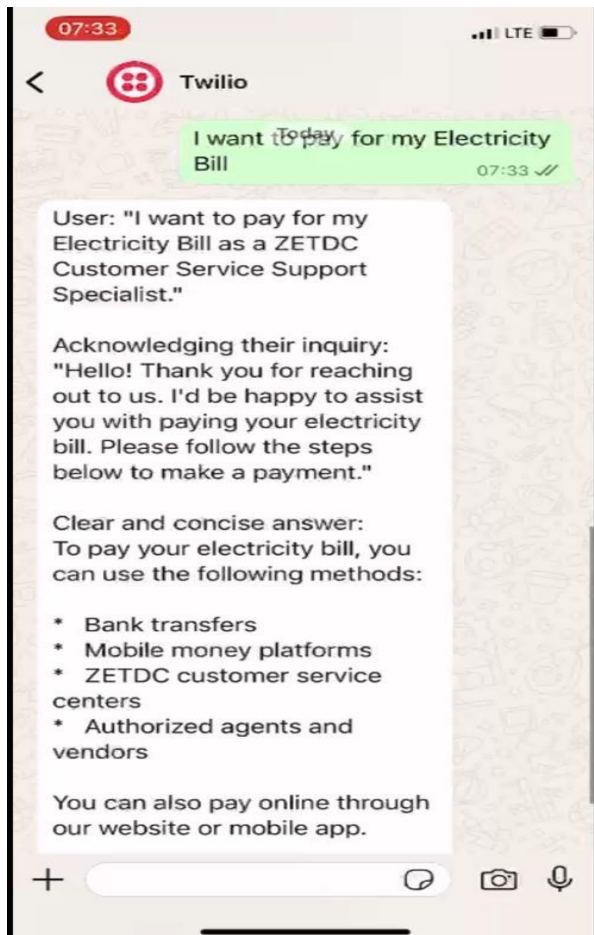 07:33
LTE
Twilio
Today
I want to pay for my Electricity
Bill
07:33
User: "I want to pay for my
Electricity Bill as a ZETDC
Customer Service Support
Specialist."
Acknowledging their inquiry:
"Hello! Thank you for reaching
out to us. I'd be happy to assist
you with paying your electricity
bill. Please follow the steps
below to make a payment."
Clear and concise answer:
To pay your electricity bill, you
can use the following methods:
* Bank transfers
* Mobile money platforms
* ZETDC customer service
centers
* Authorized agents and
vendors
You can also pay online through
our website or mobile app.